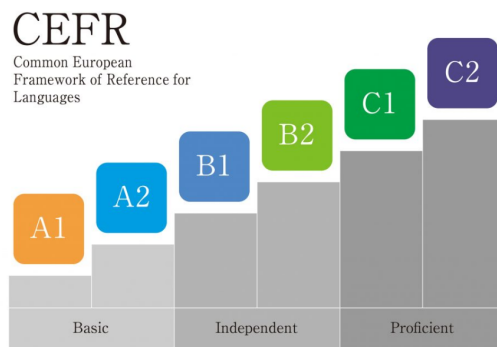 CEFR
Common European
Framework of Reference for
Languages
A1
A2
B1
B2
C1
C2
Basic
Independent
Proficient